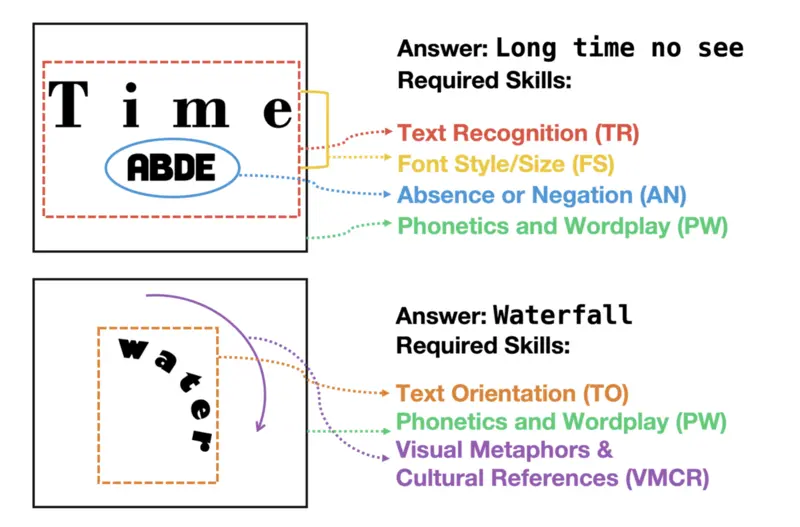 Time
ABDE
Answer: Long time no see
Required Skills:
Text Recognition (TR)
Font Style/Size (FS)
Absence or Negation (AN)
Phonetics and Wordplay (PW)
water
Answer: Waterfall
Required Skills:
Text Orientation (TO)
Phonetics and Wordplay (PW)
Visual Metaphors &
Cultural References (VMCR)